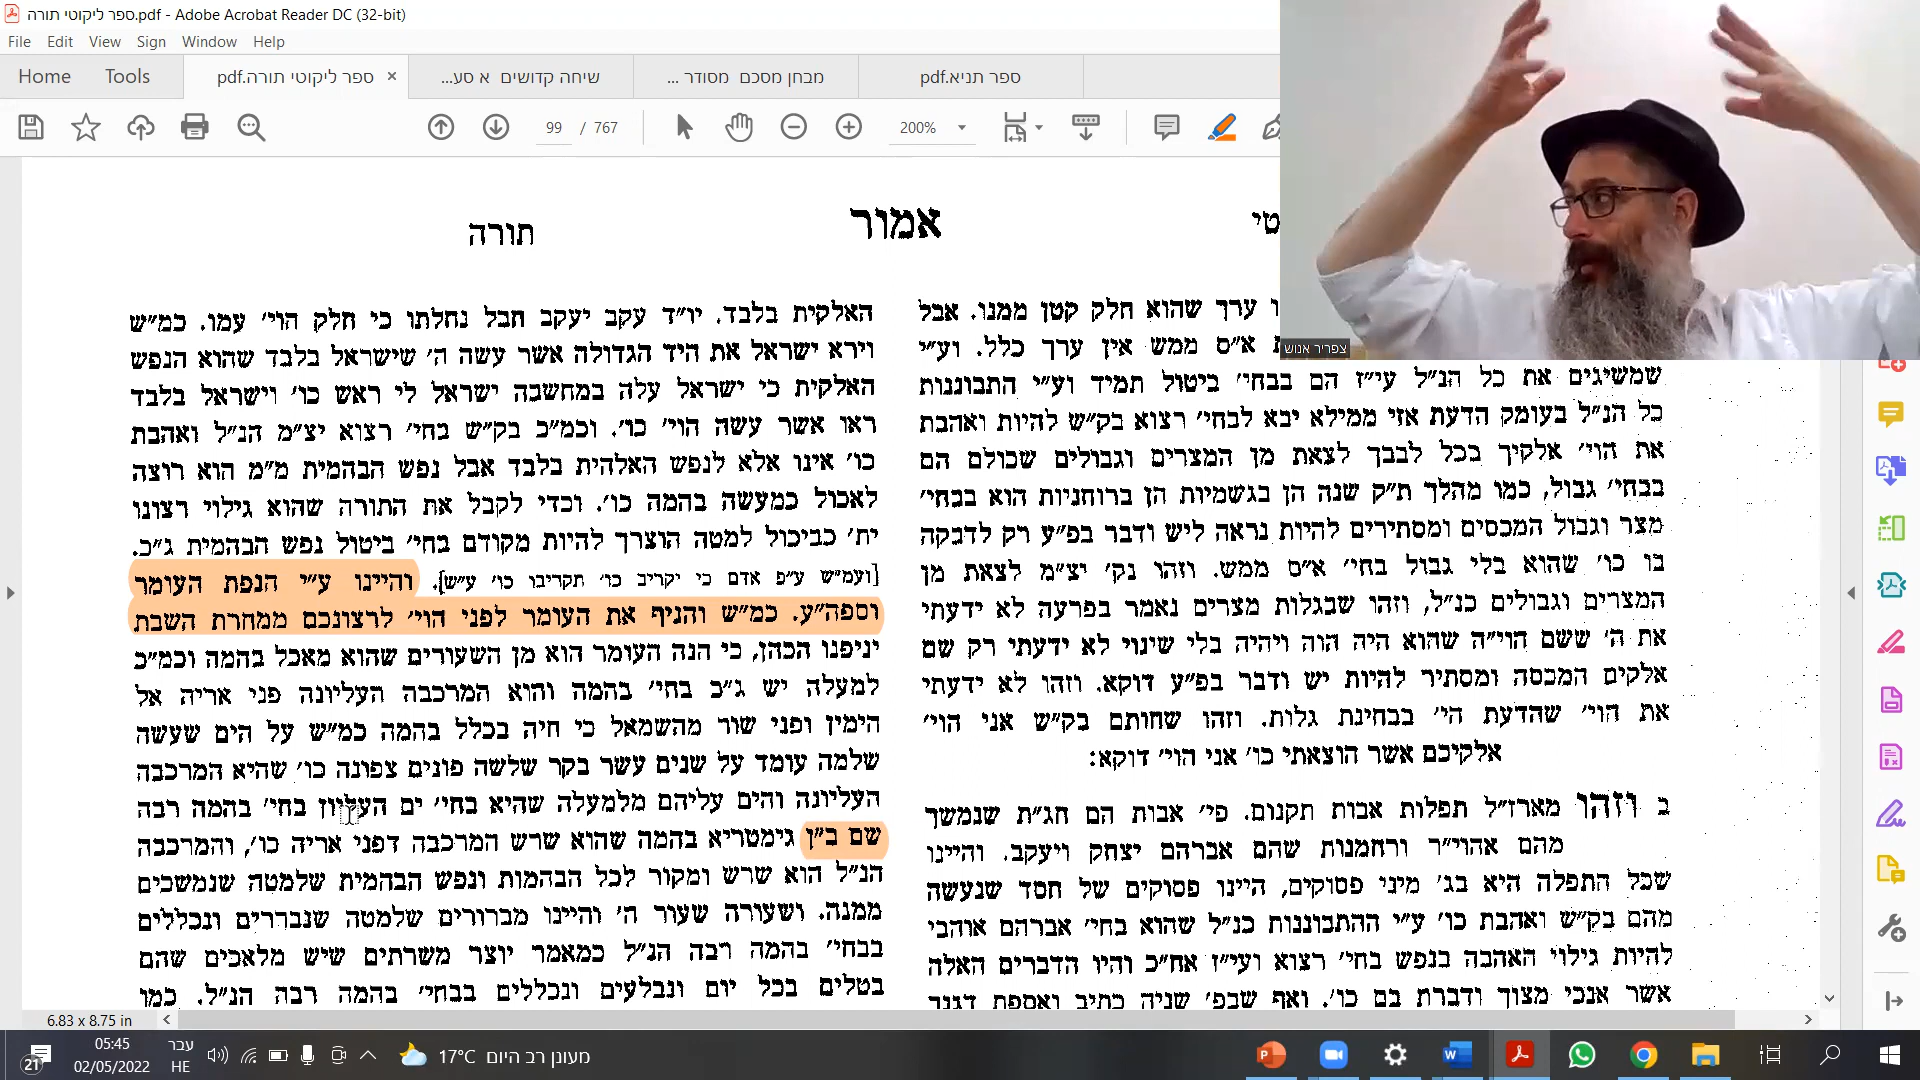 ספר ליקוטי תורה.pdf - Adobe Acrobat Reader DC (32-bit)
File Edit View Sign Window Help
Home Tools ספר ליקוטי תורה.pdf × שיחה קדושים א סע... מבחן מסכם מסודר ... ספר תניא.pdf
99 / 767 200%
אמור
תורה
ו ערך שהוא חלק קטן ממנו. אבל
א"ס ממש אין ערך כלל. וע"י
שמשיגים את כל הנ"ל עי"ז הם בבחי' ביטול תמיד וע"י התבוננות
כל הנ"ל בעומק הדעת אזי ממילא יבא לבחי' רצוא בק"ש להיות ואהבת
את הוי' אלקיך בכל לבבך לצאת מן המצרים וגבולים שכולם הם
בבחי' גבול, כמו מהלך ת"ק שנה הן בגשמיות הן ברוחניות הוא בבחי'
מצר וגבול המכסים ומסתירים להיות נראה ליש ודבר בפ"ע רק לדבקה
בו כו' שהוא בלי גבול בחי' א"ס ממש. וזהו נק' יצ"מ לצאת מן
המצרים וגבולים כנ"ל, וזהו שבגלות מצרים נאמר בפרעה לא ידעתי
את ה' ששם הוי"ה שהוא היה הוה ויהיה בלי שינוי לא ידעתי רק שם
אלקים המכסה ומסתיר להיות יש ודבר בפ"ע דוקא. וזהו לא ידעתי
את הוי' שהדעת הי' בבחינת גלות. וזהו שחותם בק"ש אני הוי'
אלקיכם אשר הוצאתי כו' אני הוי' דוקא:
ב וזהו מארז"ל תפלות אבות תקנום. פי' אבות הם חג"ת שנמשך
מהם אהוי"ר ורחמנות שהם אברהם יצחק ויעקב. והיינו
שכל התפלה היא בג' מיני פסוקים, היינו פסוקים של חסד שנעשה
מהם בק"ש ואהבת כו' ע"י ההתבוננות כנ"ל שהוא בחי' אברהם אוהבי
להיות גילוי האהבה בנפש בחי' רצוא ועי"ז אח"כ והיו הדברים האלה
אשר אנכי מצוך ודברת בם כו'. ואף שבפ' שניה כתיב ואספת דגנך
האלקית בלבד. יו"ד עקב יעקב חבל נחלתו כי חלק הוי' עמו. כמ"ש
וירא ישראל את היד הגדולה אשר עשה ה' שישראל בלבד שהוא הנפש
האלקית כי ישראל עלה במחשבה ישראל לי ראש כו' וישראל בלבד
ראו אשר עשה הוי' כו'. וכמ"כ בק"ש בחי' רצוא יצ"מ הנ"ל ואהבת
כו' אינו אלא לנפש האלהית בלבד אבל נפש הבהמית מ"מ הוא רוצה
לאכול כמעשה בהמה כו'. וכדי לקבל את התורה שהוא גילוי רצונו
ית' כביכול למטה הוצרך להיות מקודם בחי' ביטול נפש הבהמית ג"כ.
[ועמ"ש ע"פ אדם כי יקריב כו' תקריבו כו' ע"ש]. והיינו ע"י הנפת העומר
וספה"ע. כמ"ש והניף את העומר לפני הוי' לרצונכם ממחרת השבת
יניפנו הכהן, כי הנה העומר הוא מן השעורים שהוא מאכל בהמה וכמ"כ
למעלה יש ג"כ בחי' בהמה והוא המרכבה העליונה פני אריה אל
הימין ופני שור מהשמאל כי חיה בכלל בהמה כמ"ש על הים שעשה
שלמה עומד על שנים עשר בקר שלשה פונים צפונה כו' שהיא המרכבה
העליונה והים עליהם מלמעלה שהיא בחי' ים העליון בחי' בהמה רבה
שם ב"ן גימטריא בהמה שהוא שרש המרכבה דפני אריה כו', והמרכבה
הנ"ל הוא שרש ומקור לכל הבהמות ונפש הבהמית שלמטה שנמשכים
ממנה. ושעורה שעור ה' והיינו מברורים שלמטה שנבררים ונכללים
בבחי' בהמה רבה הנ"ל כמאמר יוצר משרתים שיש מלאכים שהם
בטלים בכל יום ונבלעים ונכללים בבחי' בהמה רבה הנ"ל. כמו
צפריר אנוש
6.83 x 8.75 in
05:45
02/05/2022
עבר
HE
21
17°C מעונן רב היום